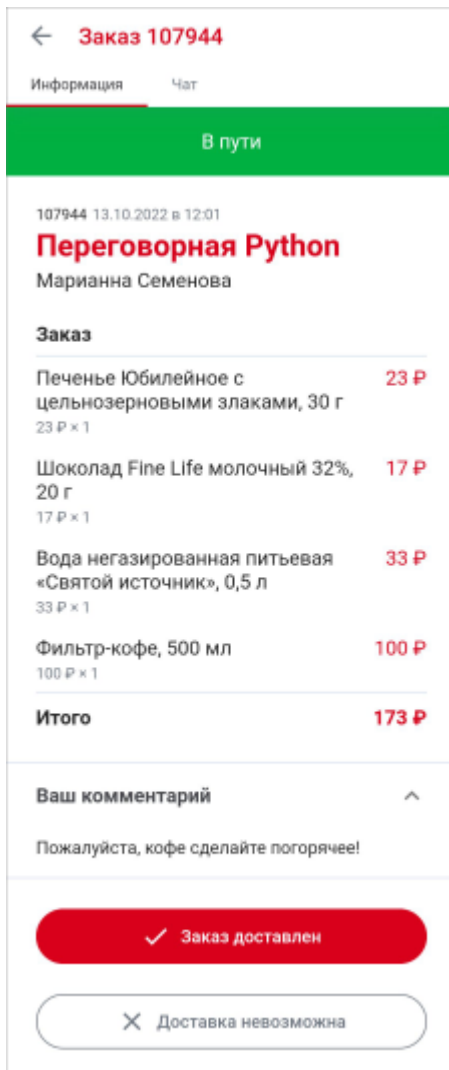 Заказ 107944
Информация Чат
В пути
107944 13.10.2022 в 12:01
Переговорная Python
Марианна Семенова
Заказ
Печенье Юбилейное с 23 ₽
цельнозерновыми злаками, 30 г
23 ₽ × 1
Шоколад Fine Life молочный 32%, 17 ₽
20 г
17 ₽ × 1
Вода негазированная питьевая 33 ₽
«Святой источник», 0,5 л
33 ₽ × 1
Фильтр-кофе, 500 мл 100 ₽
100 ₽ × 1
Итого 173 ₽
Ваш комментарий
Пожалуйста, кофе сделайте погорячее!
Заказ доставлен
Доставка невозможна